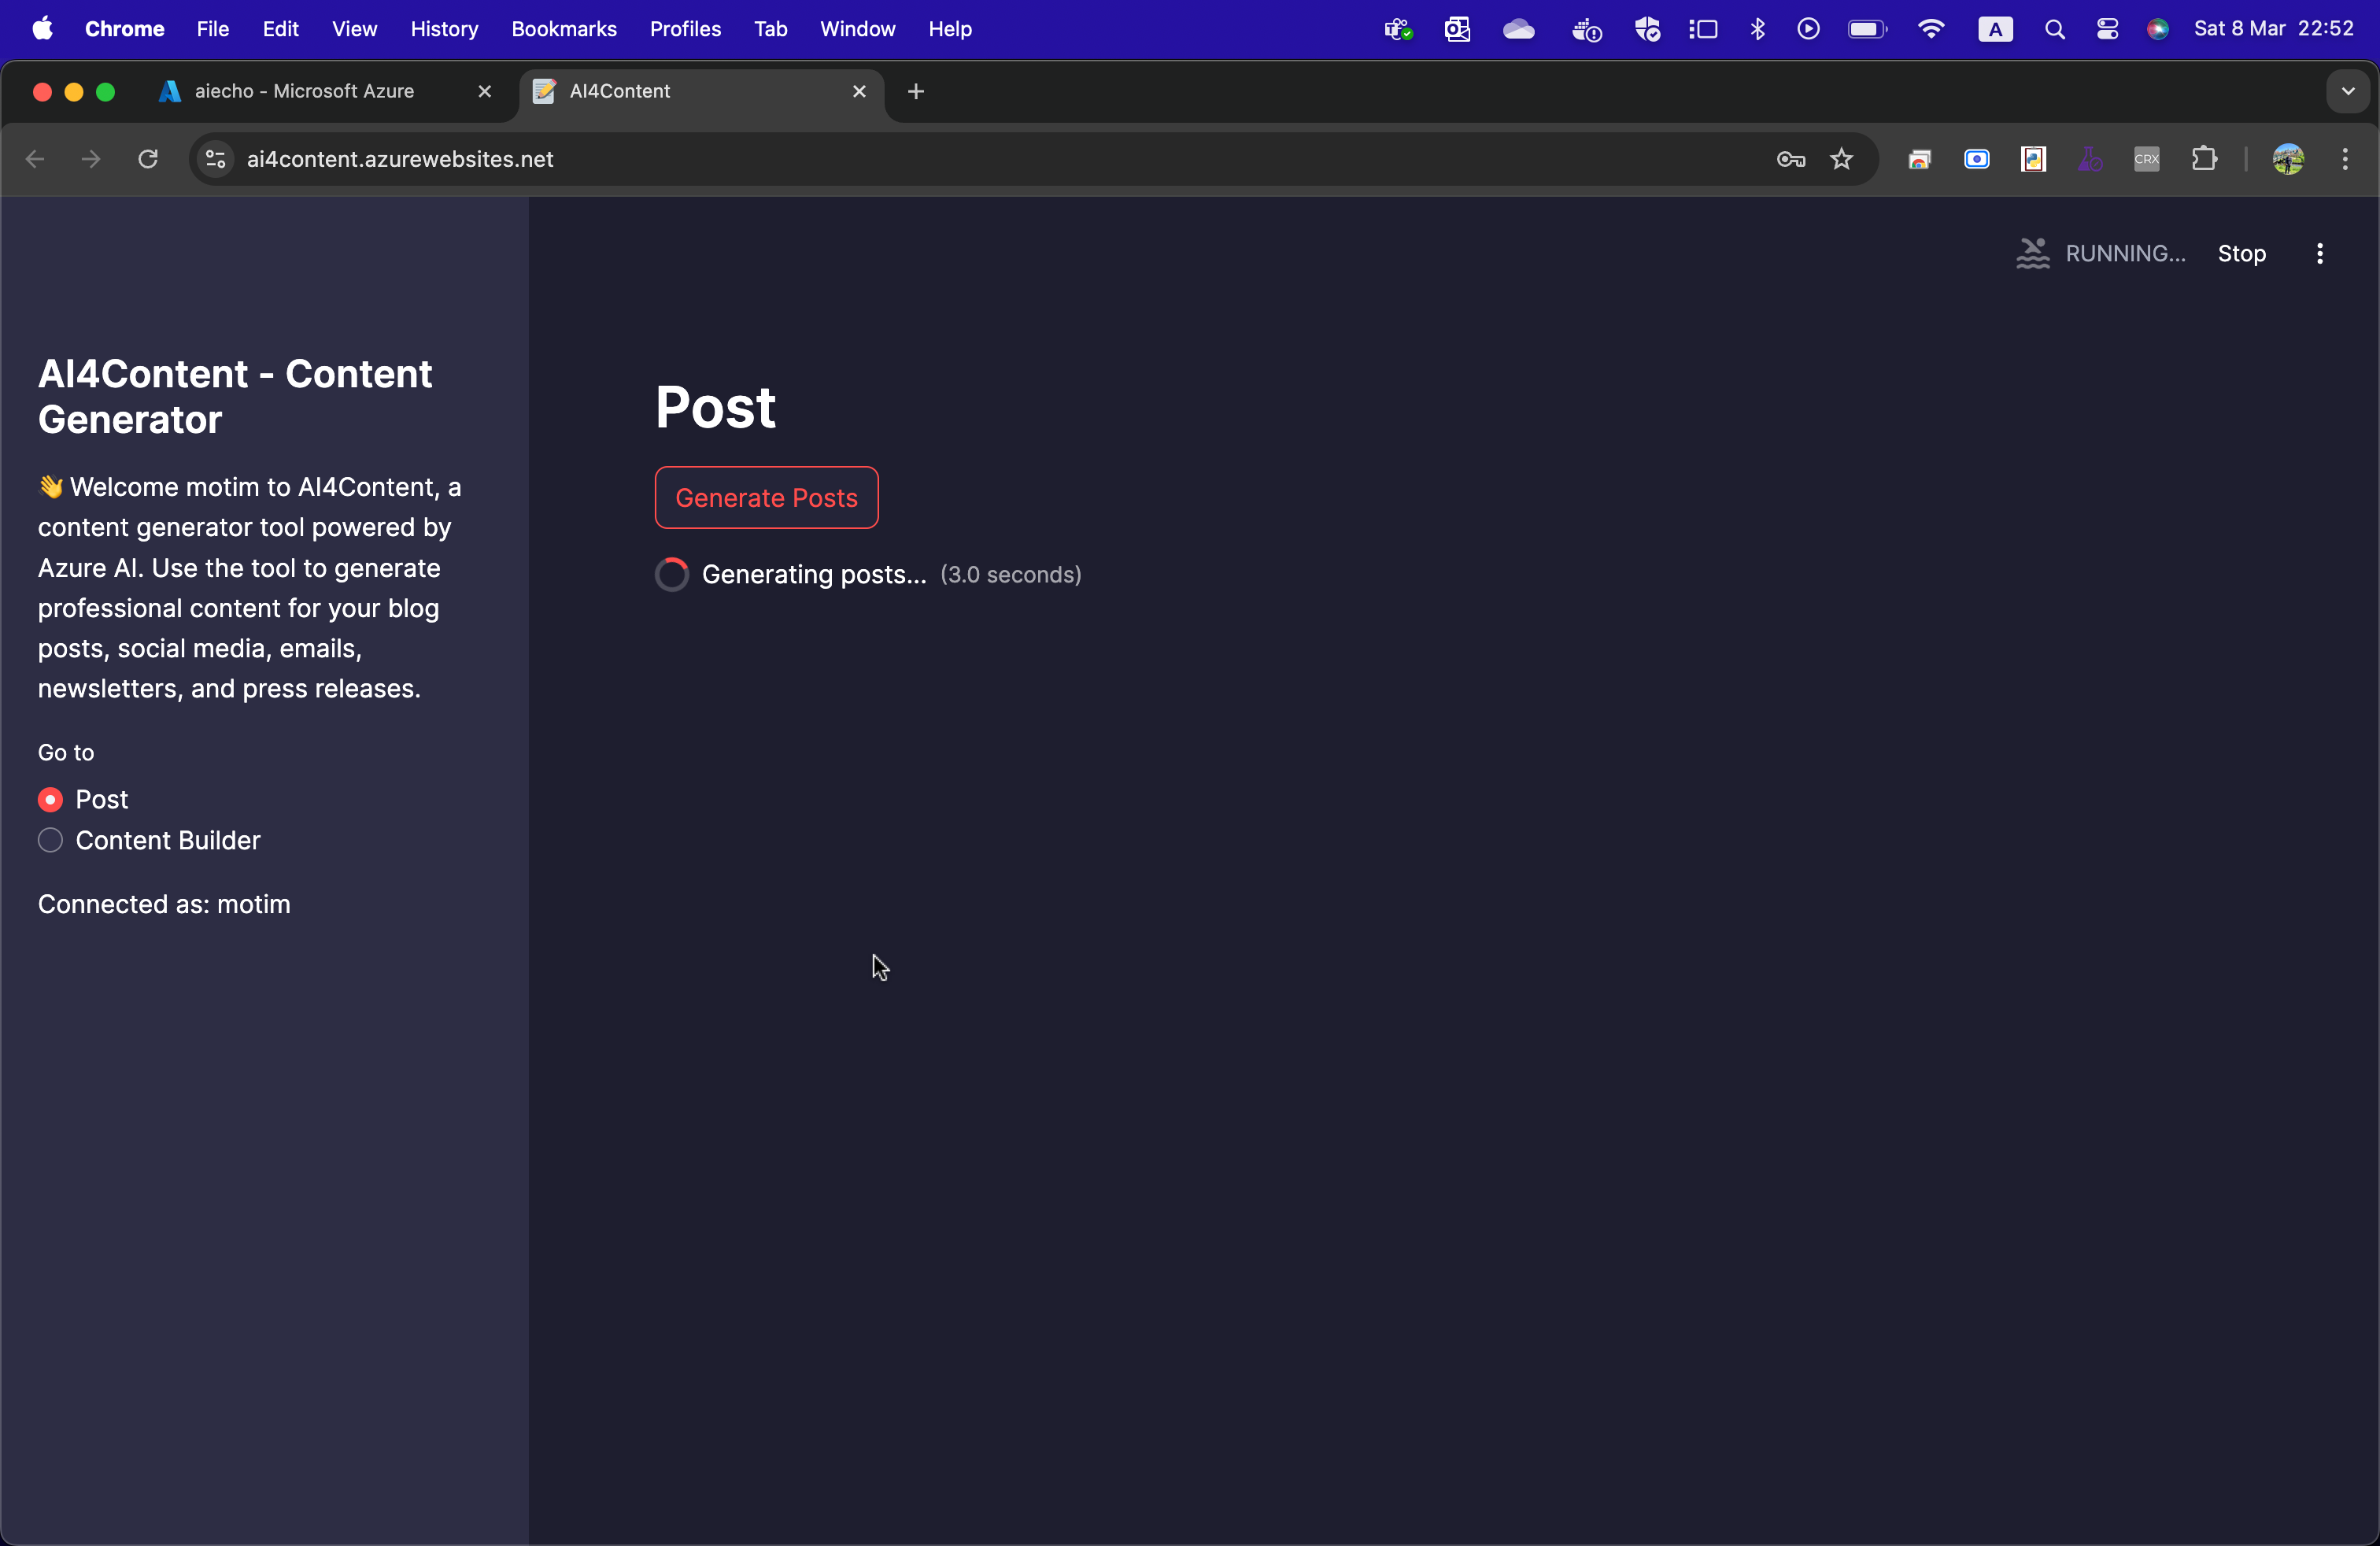 Chrome File Edit View History Bookmarks Profiles Tab Window Help A Sat 8 Mar 22:52
aiecho - Microsoft Azure AI4Content
ai4content.azurewebsites.net CRX
RUNNING... Stop
AI4Content - Content
Generator
👋 Welcome motim to AI4Content, a
content generator tool powered by
Azure AI. Use the tool to generate
professional content for your blog
posts, social media, emails,
newsletters, and press releases.
Go to
Post
Content Builder
Connected as: motim
Post
Generate Posts
Generating posts... (3.0 seconds)